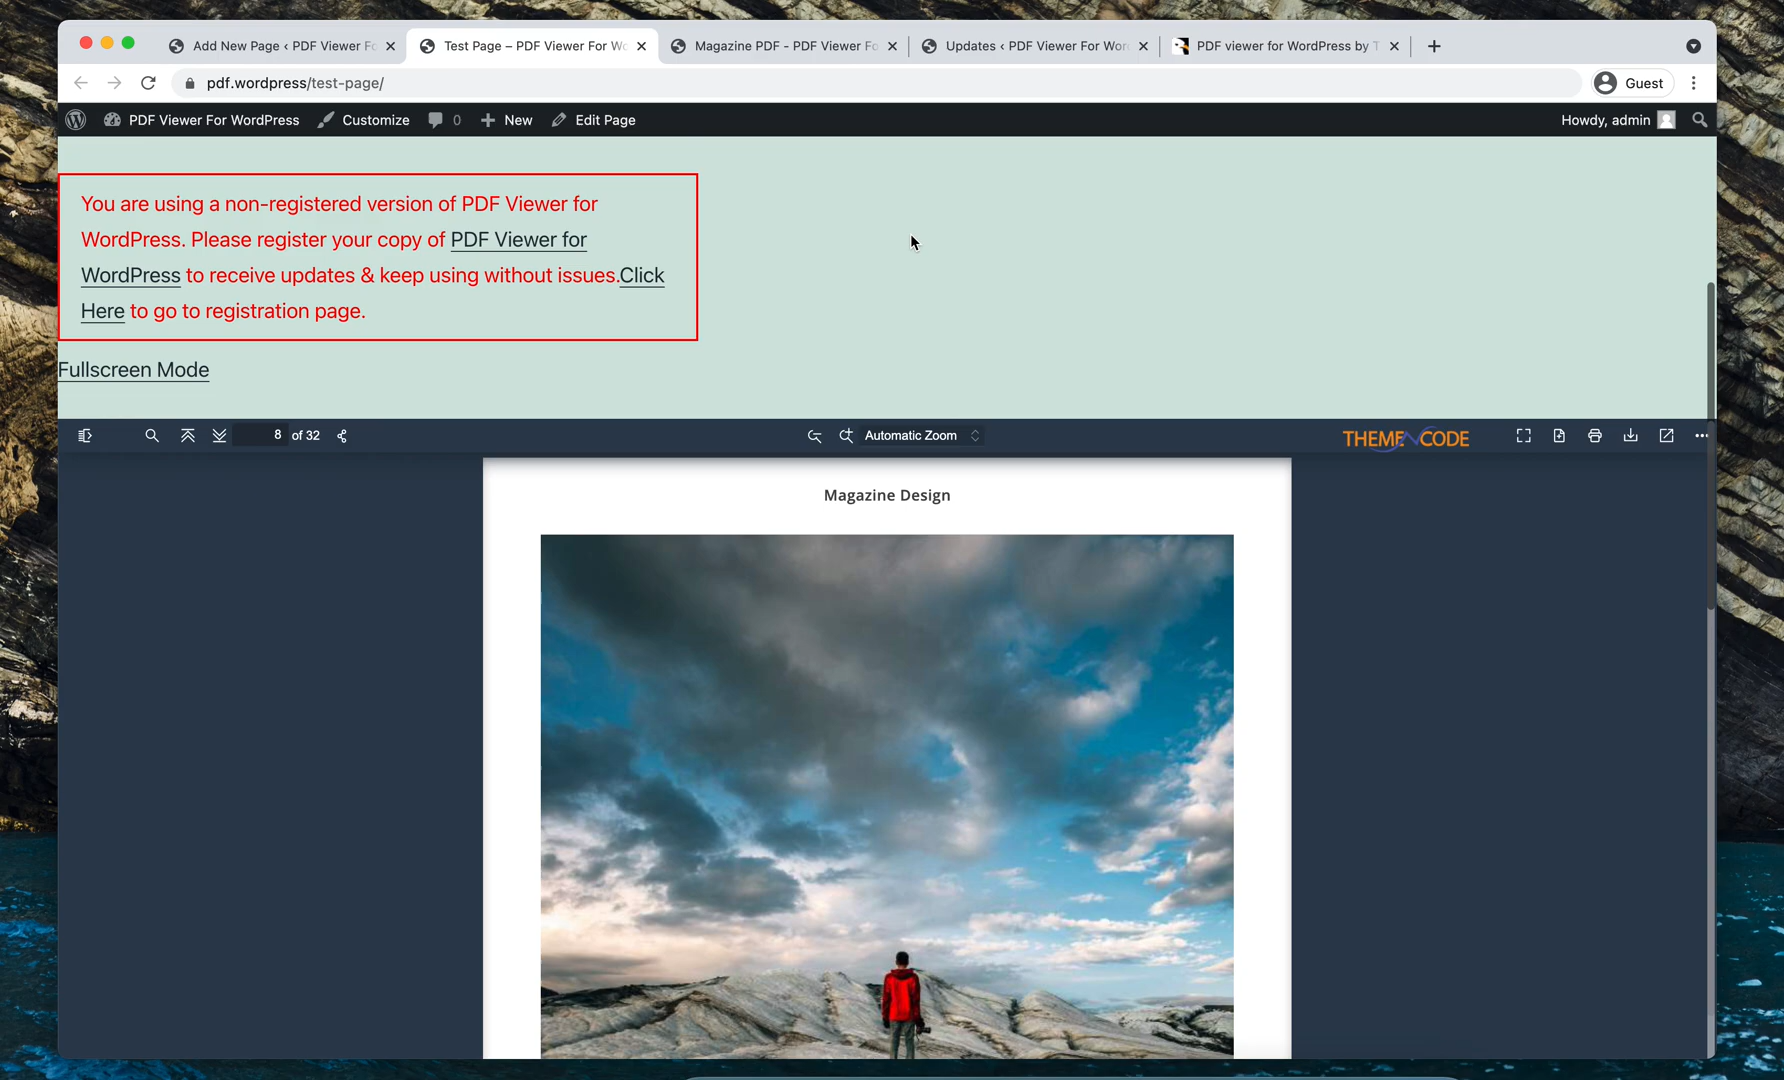 Add New Page ‹ PDF Viewer Fo
Test Page – PDF Viewer For Wo
Magazine PDF - PDF Viewer Fo
Updates ‹ PDF Viewer For Wor
PDF viewer for WordPress by T
pdf.wordpress/test-page/
Guest
PDF Viewer For WordPress
Customize
0
New
Edit Page
Howdy, admin
You are using a non-registered version of PDF Viewer for
WordPress. Please register your copy of PDF Viewer for
WordPress to receive updates & keep using without issues.Click
Here to go to registration page.
Fullscreen Mode
8 of 32
Automatic Zoom
THEMENCODE
Magazine Design